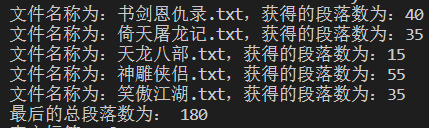 文件名称为：书剑恩仇录.txt，获得的段落数为：40
文件名称为：倚天屠龙记.txt，获得的段落数为：35
文件名称为：天龙八部.txt，获得的段落数为：15
文件名称为：神雕侠侣.txt，获得的段落数为：55
文件名称为：笑傲江湖.txt，获得的段落数为：35
最后的总段落数为： 180